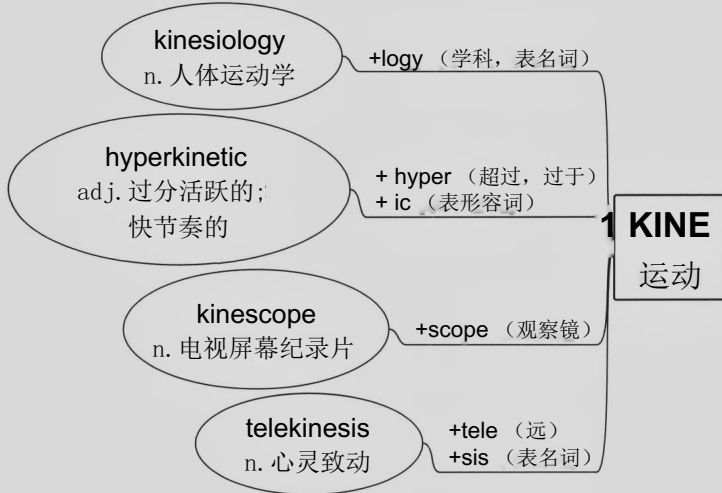 kinesiology
n. 人体运动学
+logy （学科，表名词）
hyperkinetic
adj. 过分活跃的;
快节奏的
+ hyper （超过，过于）
+ ic （表形容词）
1 KINE
运动
kinescope
n. 电视屏幕纪录片
+scope （观察镜）
telekinesis
n. 心灵致动
+tele （远）
+sis （表名词）